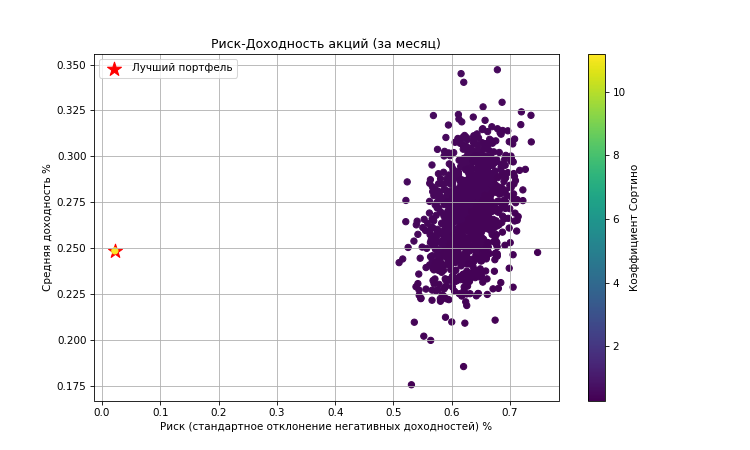 Риск-Доходность акций (за месяц)
Лучший портфель
Средняя доходность %
0.350
0.325
0.300
0.275
0.250
0.225
0.200
0.175
0.0 0.1 0.2 0.3 0.4 0.5 0.6 0.7
Риск (стандартное отклонение негативных доходностей) %
10
8
6
4
2
Коэффициент Сортино